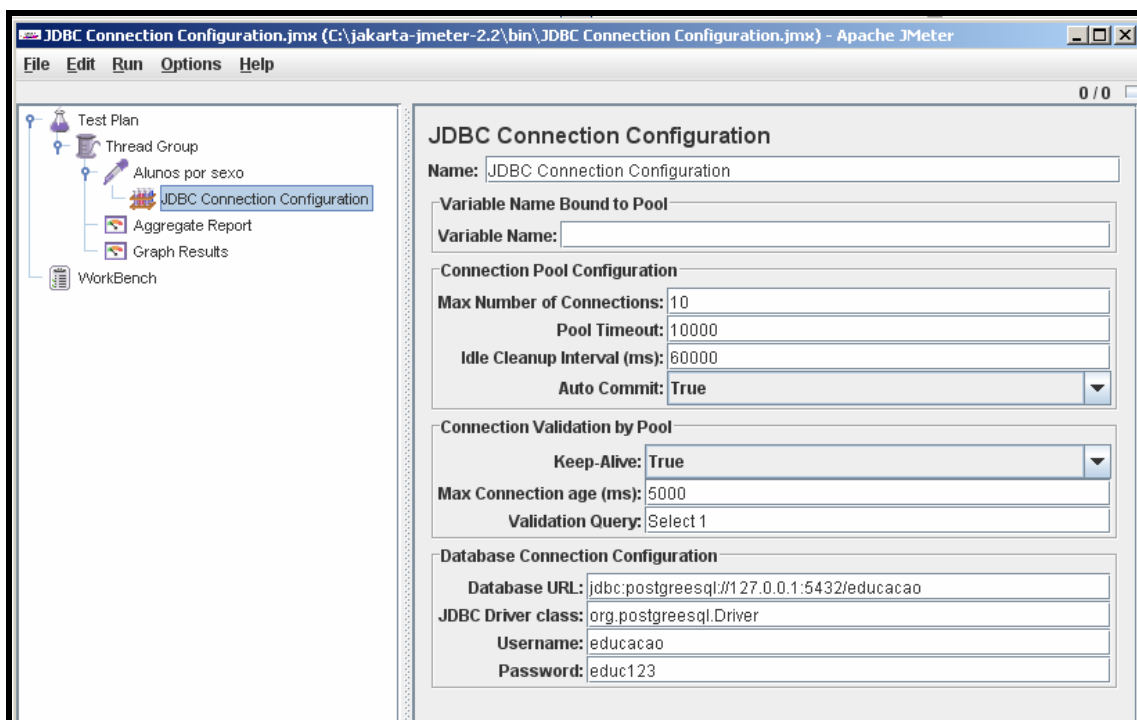 JDBC Connection Configuration.jmx (C:\jakarta-jmeter-2.2\bin\JDBC Connection Configuration.jmx) - Apache JMeter
File Edit Run Options Help
0 / 0
Test Plan
Thread Group
Alunos por sexo
JDBC Connection Configuration
Aggregate Report
Graph Results
WorkBench
JDBC Connection Configuration
Name: JDBC Connection Configuration
Variable Name Bound to Pool
Variable Name:
Connection Pool Configuration
Max Number of Connections: 10
Pool Timeout: 10000
Idle Cleanup Interval (ms): 60000
Auto Commit: True
Connection Validation by Pool
Keep-Alive: True
Max Connection age (ms): 5000
Validation Query: Select 1
Database Connection Configuration
Database URL: jdbc:postgreesql://127.0.0.1:5432/educacao
JDBC Driver class: org.postgreesql.Driver
Username: educacao
Password: educ123